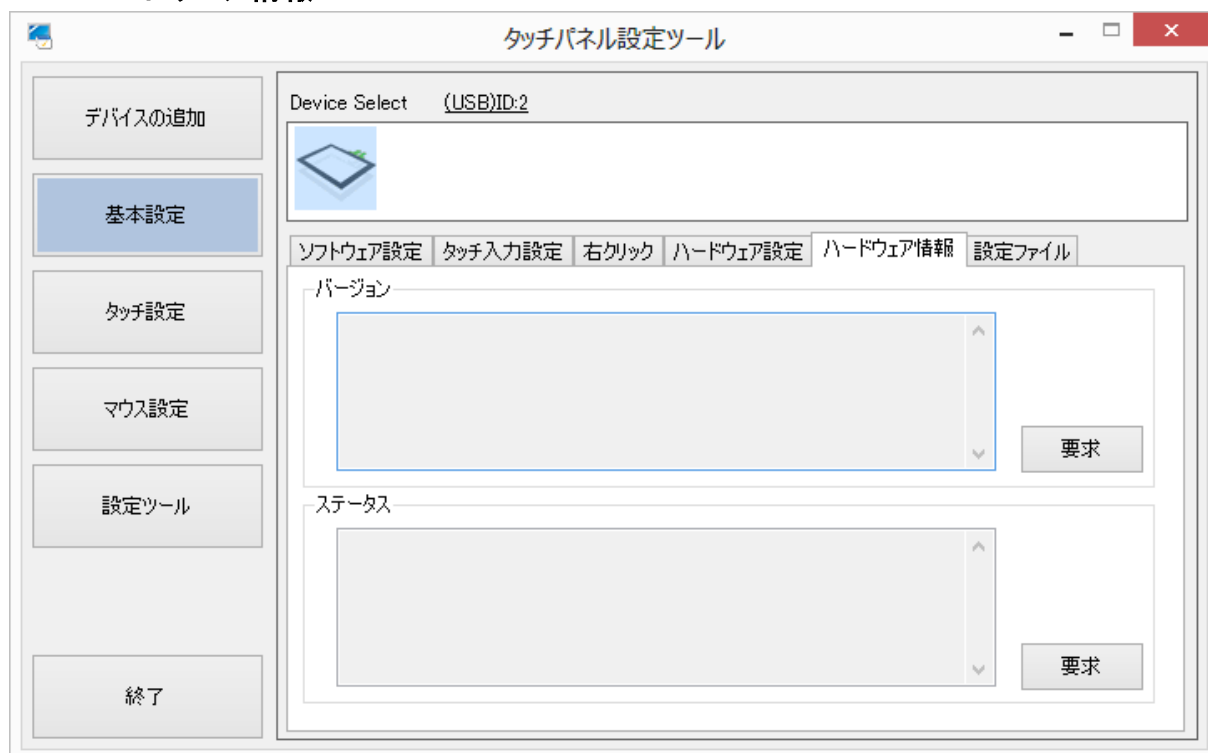 タッチパネル設定ツール
デバイスの追加
基本設定
タッチ設定
マウス設定
設定ツール
終了
Device Select (USB)ID:2
ソフトウェア設定 タッチ入力設定 右クリック ハードウェア設定 ハードウェア情報 設定ファイル
バージョン
要求
ステータス
要求